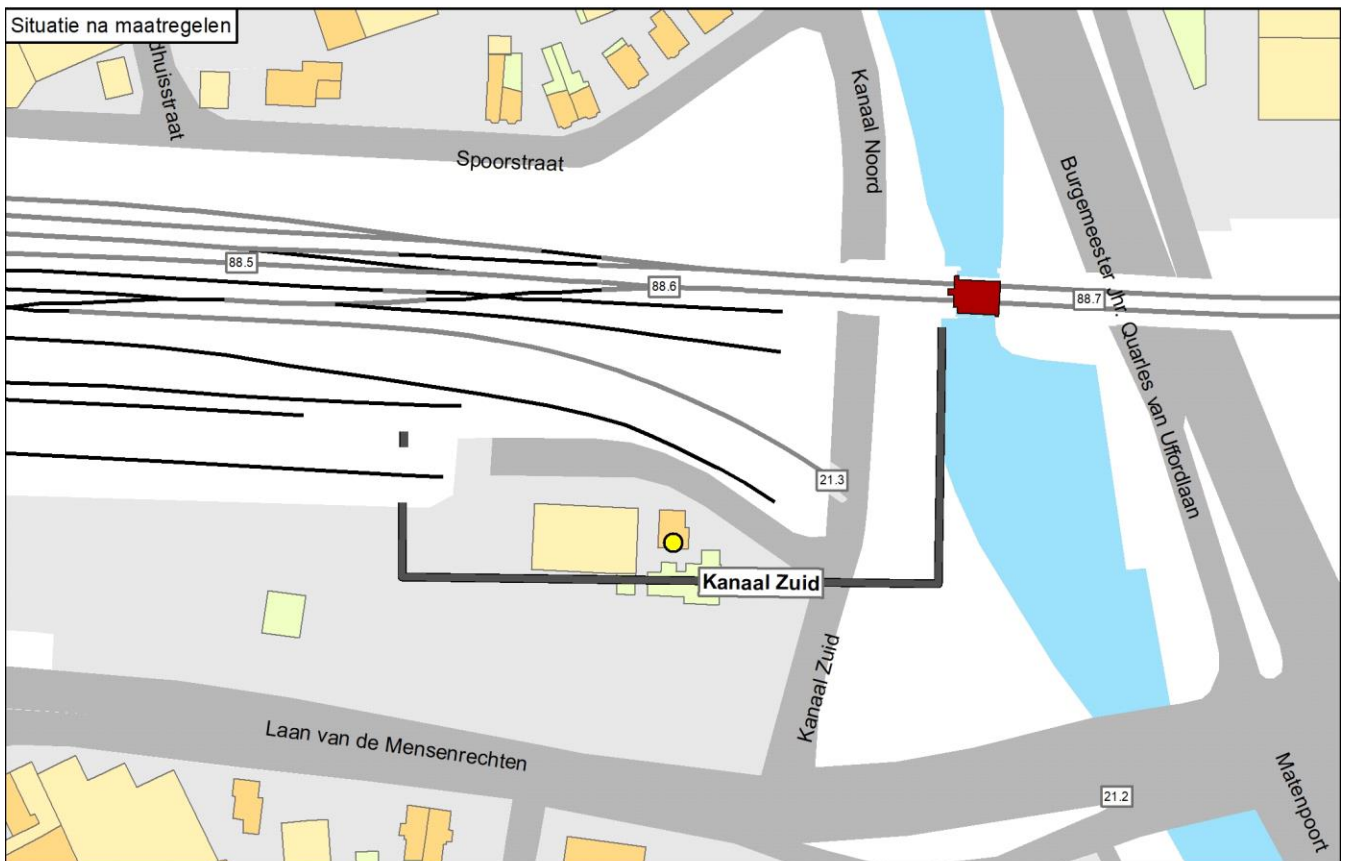 Situatie na maatregelen
dhuisstraat
Spoorstraat
Kanaal Noord
Burgemeester Jhr. Quarles van Uffordlaan
88.5
88.6
88.7
21.3
Kanaal Zuid
Kanaal Zuid
Laan van de Mensenrechten
21.2
Matenpoort